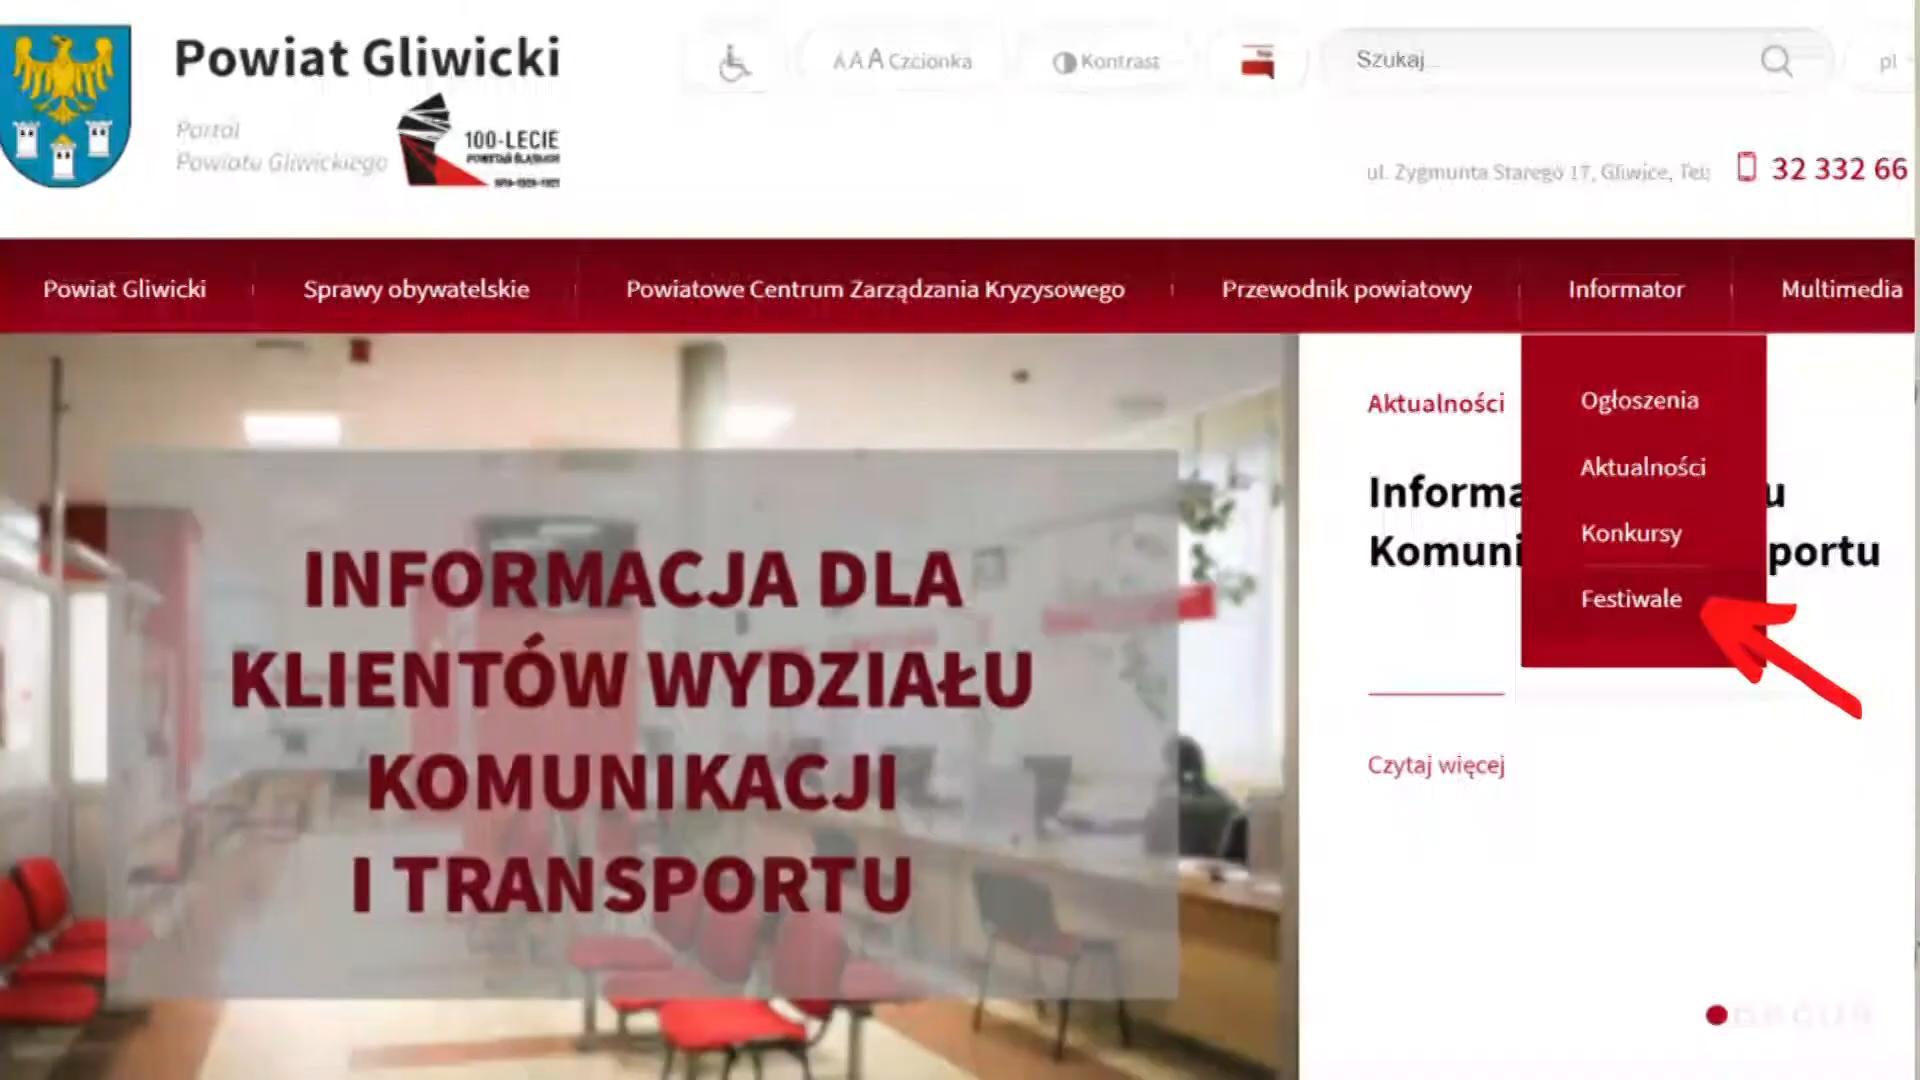 Powiat Gliwicki
Portal
Powiatu Gliwickiego
100-LECIE
AAA Czcionka
Kontrast
Szukaj...
pl
ul. Zygmunta Starego 17, Gliwice, Tel:
32 332 66
Powiat Gliwicki
Sprawy obywatelskie
Powiatowe Centrum Zarządzania Kryzysowego
Przewodnik powiatowy
Informator
Multimedia
Ogłoszenia
Aktualności
Konkursy
Festiwale
INFORMACJA DLA
KLIENTÓW WYDZIAŁU
KOMUNIKACJI
I TRANSPORTU
Aktualności
Informa u
Komuni portu
Czytaj więcej